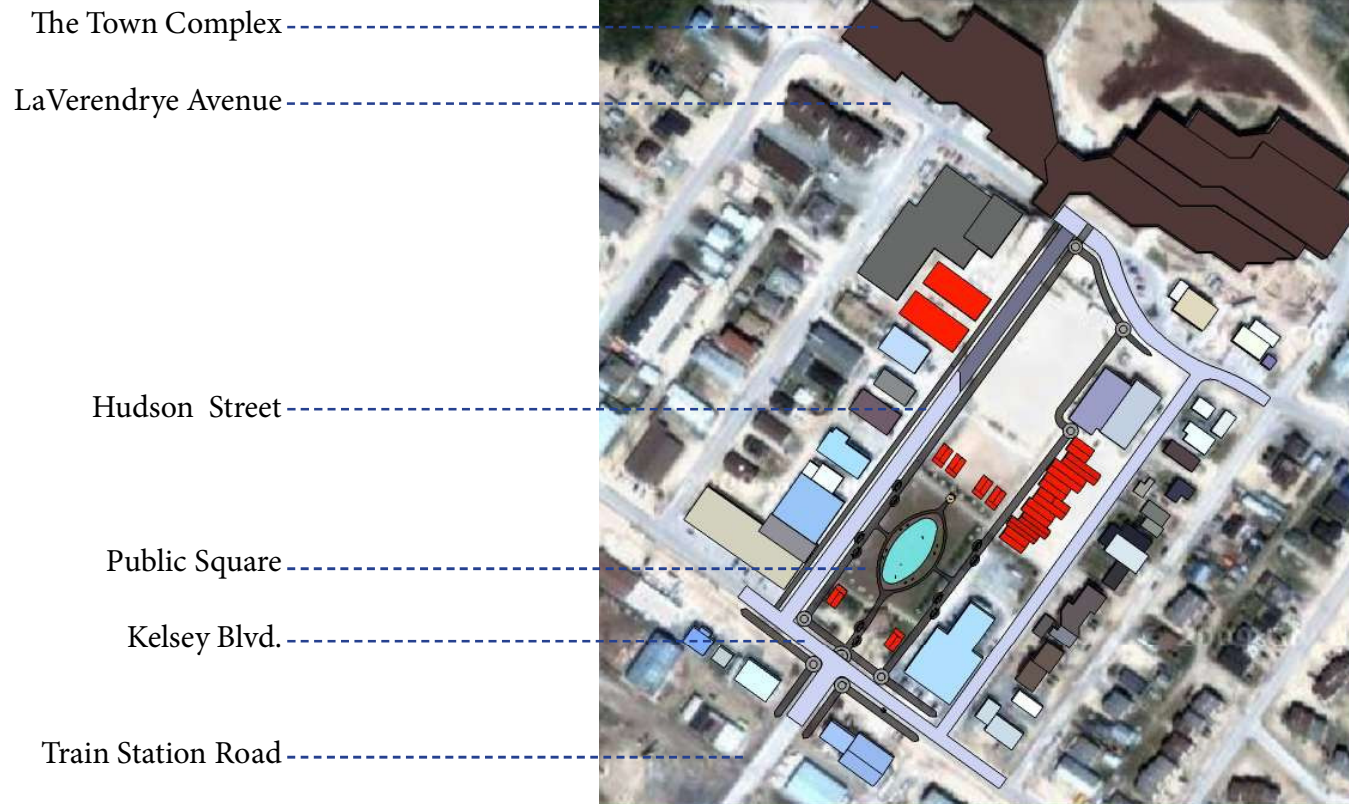 The Town Complex
LaVerendrye Avenue
Hudson Street
Public Square
Kelsey Blvd.
Train Station Road